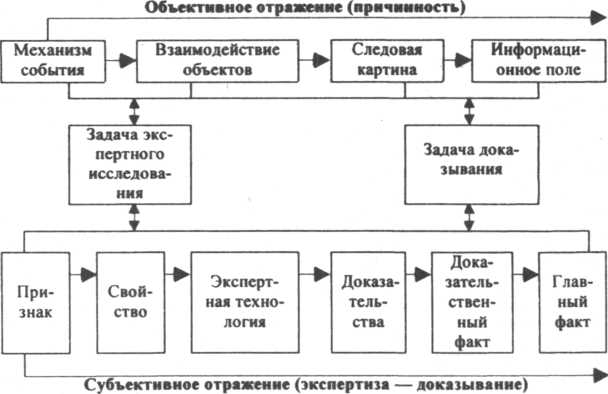 Объективное отражение (причинность)
Механизм
события
Взаимодействие
объектов
Следовая
картина
Информаци-
онное поле
Задача экс-
пертного
исследова-
ния
Задача дока-
зывания
При-
знак
Свой-
ство
Эксперт-
ная техно-
логия
Доказа-
тель-
ства
Дока-
затель-
ствен-
ный
факт
Глав-
ный
факт
Субъективное отражение (экспертиза — доказывание)